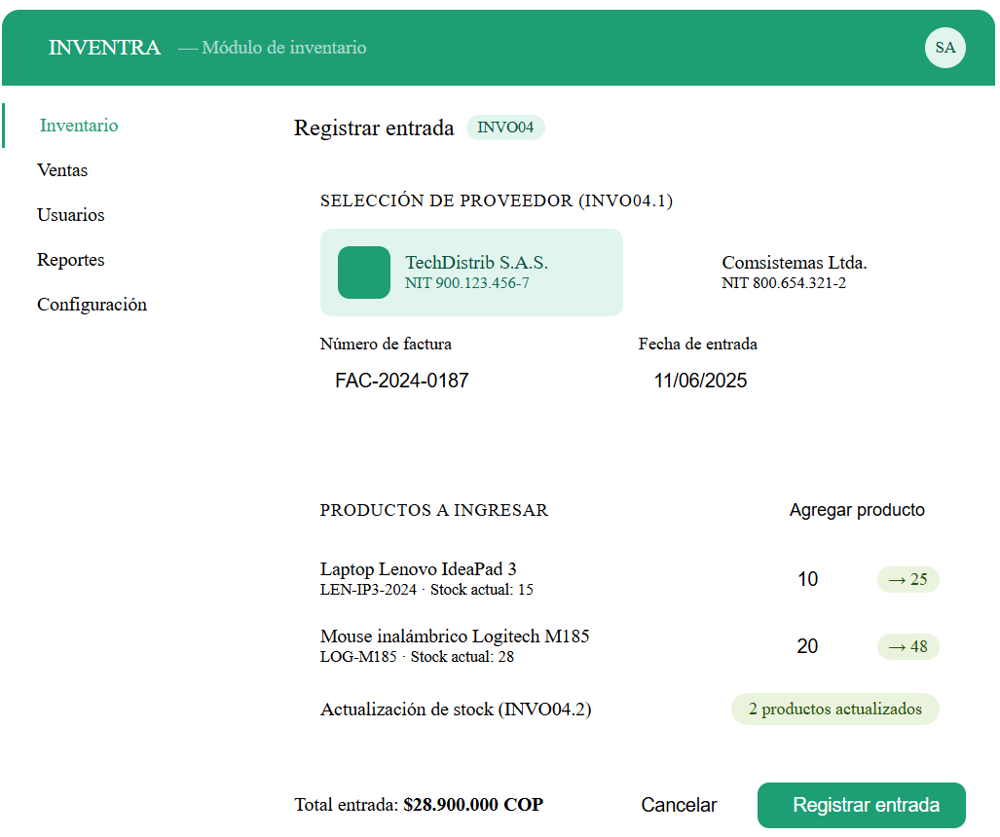 INVENTRA — Módulo de inventario SA
Inventario
Ventas
Usuarios
Reportes
Configuración
Registrar entrada INVO04
SELECCIÓN DE PROVEEDOR (INVO04.1)
TechDistrib S.A.S.
NIT 900.123.456-7
Comsistemas Ltda.
NIT 800.654.321-2
Número de factura
FAC-2024-0187
Fecha de entrada
11/06/2025
PRODUCTOS A INGRESAR
Agregar producto
Laptop Lenovo IdeaPad 3
LEN-IP3-2024 · Stock actual: 15
10 → 25
Mouse inalámbrico Logitech M185
LOG-M185 · Stock actual: 28
20 → 48
Actualización de stock (INVO04.2) 2 productos actualizados
Total entrada: $28.900.000 COP
Cancelar
Registrar entrada